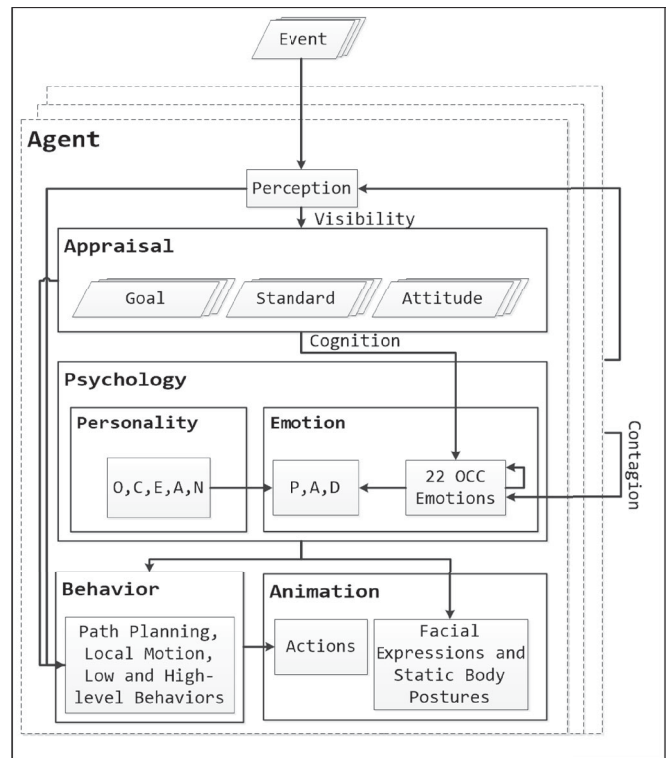 Event
Agent
Perception
Visibility
Appraisal
Goal
Standard
Attitude
Cognition
Psychology
Personality
Emotion
O,C,E,A,N
P,A,D
22 OCC
Emotions
Contagion
Behavior
Path Planning,
Local Motion,
Low and High-
level Behaviors
Animation
Actions
Facial
Expressions and
Static Body
Postures